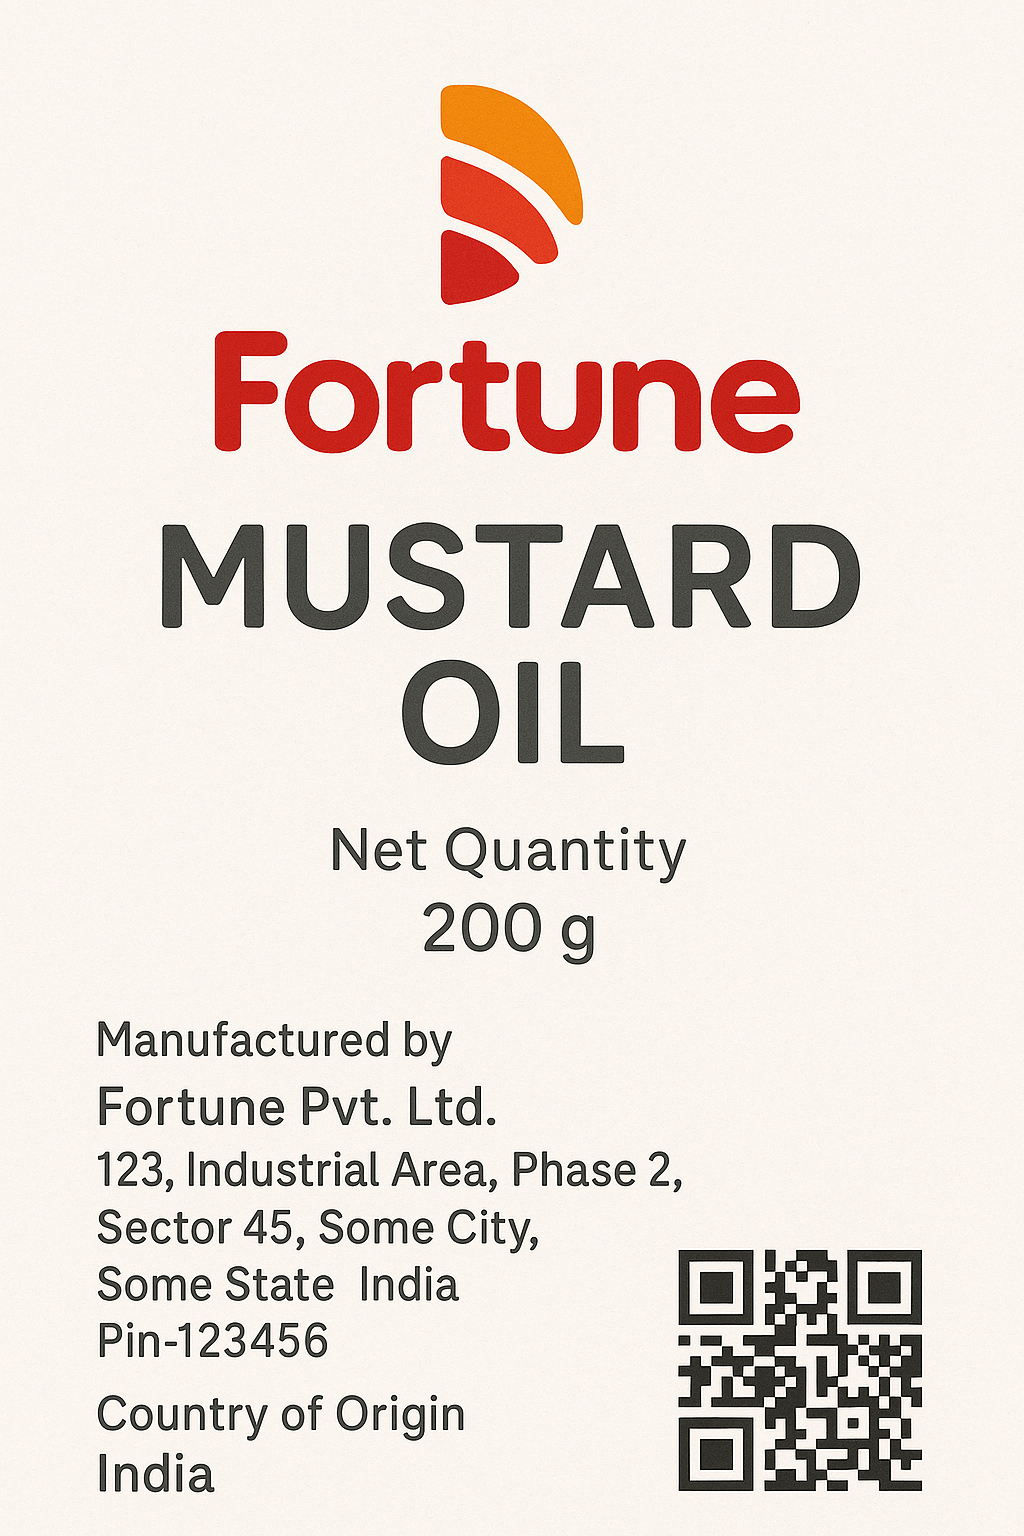 Fortune
MUSTARD
OIL
Net Quantity
200 g
Manufactured by
Fortune Pvt. Ltd.
123, Industrial Area, Phase 2,
Sector 45, Some City,
Some State India
Pin-123456
Country of Origin
India